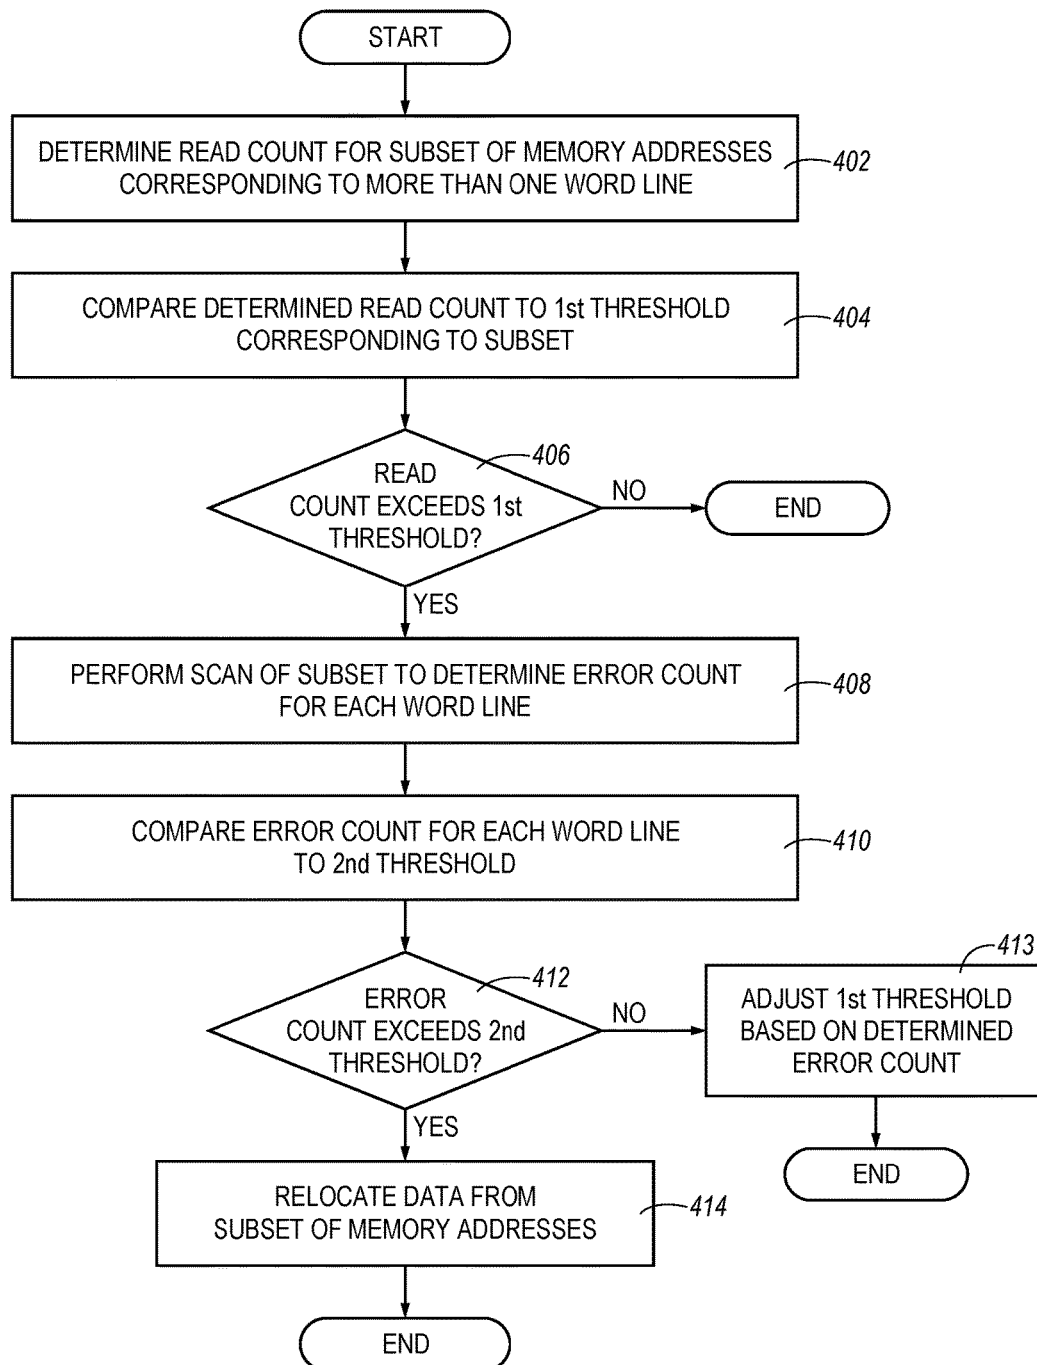 START
DETERMINE READ COUNT FOR SUBSET OF MEMORY ADDRESSES
CORRESPONDING TO MORE THAN ONE WORD LINE
402
COMPARE DETERMINED READ COUNT TO 1st THRESHOLD
CORRESPONDING TO SUBSET
404
READ
COUNT EXCEEDS 1st
THRESHOLD?
406
NO
END
YES
PERFORM SCAN OF SUBSET TO DETERMINE ERROR COUNT
FOR EACH WORD LINE
408
COMPARE ERROR COUNT FOR EACH WORD LINE
TO 2nd THRESHOLD
410
ERROR
COUNT EXCEEDS 2nd
THRESHOLD?
412
NO
413
ADJUST 1st THRESHOLD
BASED ON DETERMINED
ERROR COUNT
END
YES
RELOCATE DATA FROM
SUBSET OF MEMORY ADDRESSES
414
END